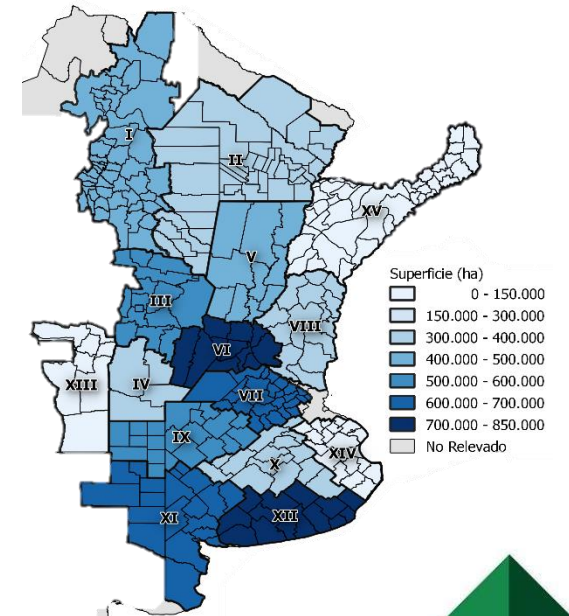 I
II
XV
V
III
VIII
VI
XIII
IV
VII
IX
XIV
X
XI
XII
Superficie (ha)
0 - 150.000
150.000 - 300.000
300.000 - 400.000
400.000 - 500.000
500.000 - 600.000
600.000 - 700.000
700.000 - 850.000
No Relevado